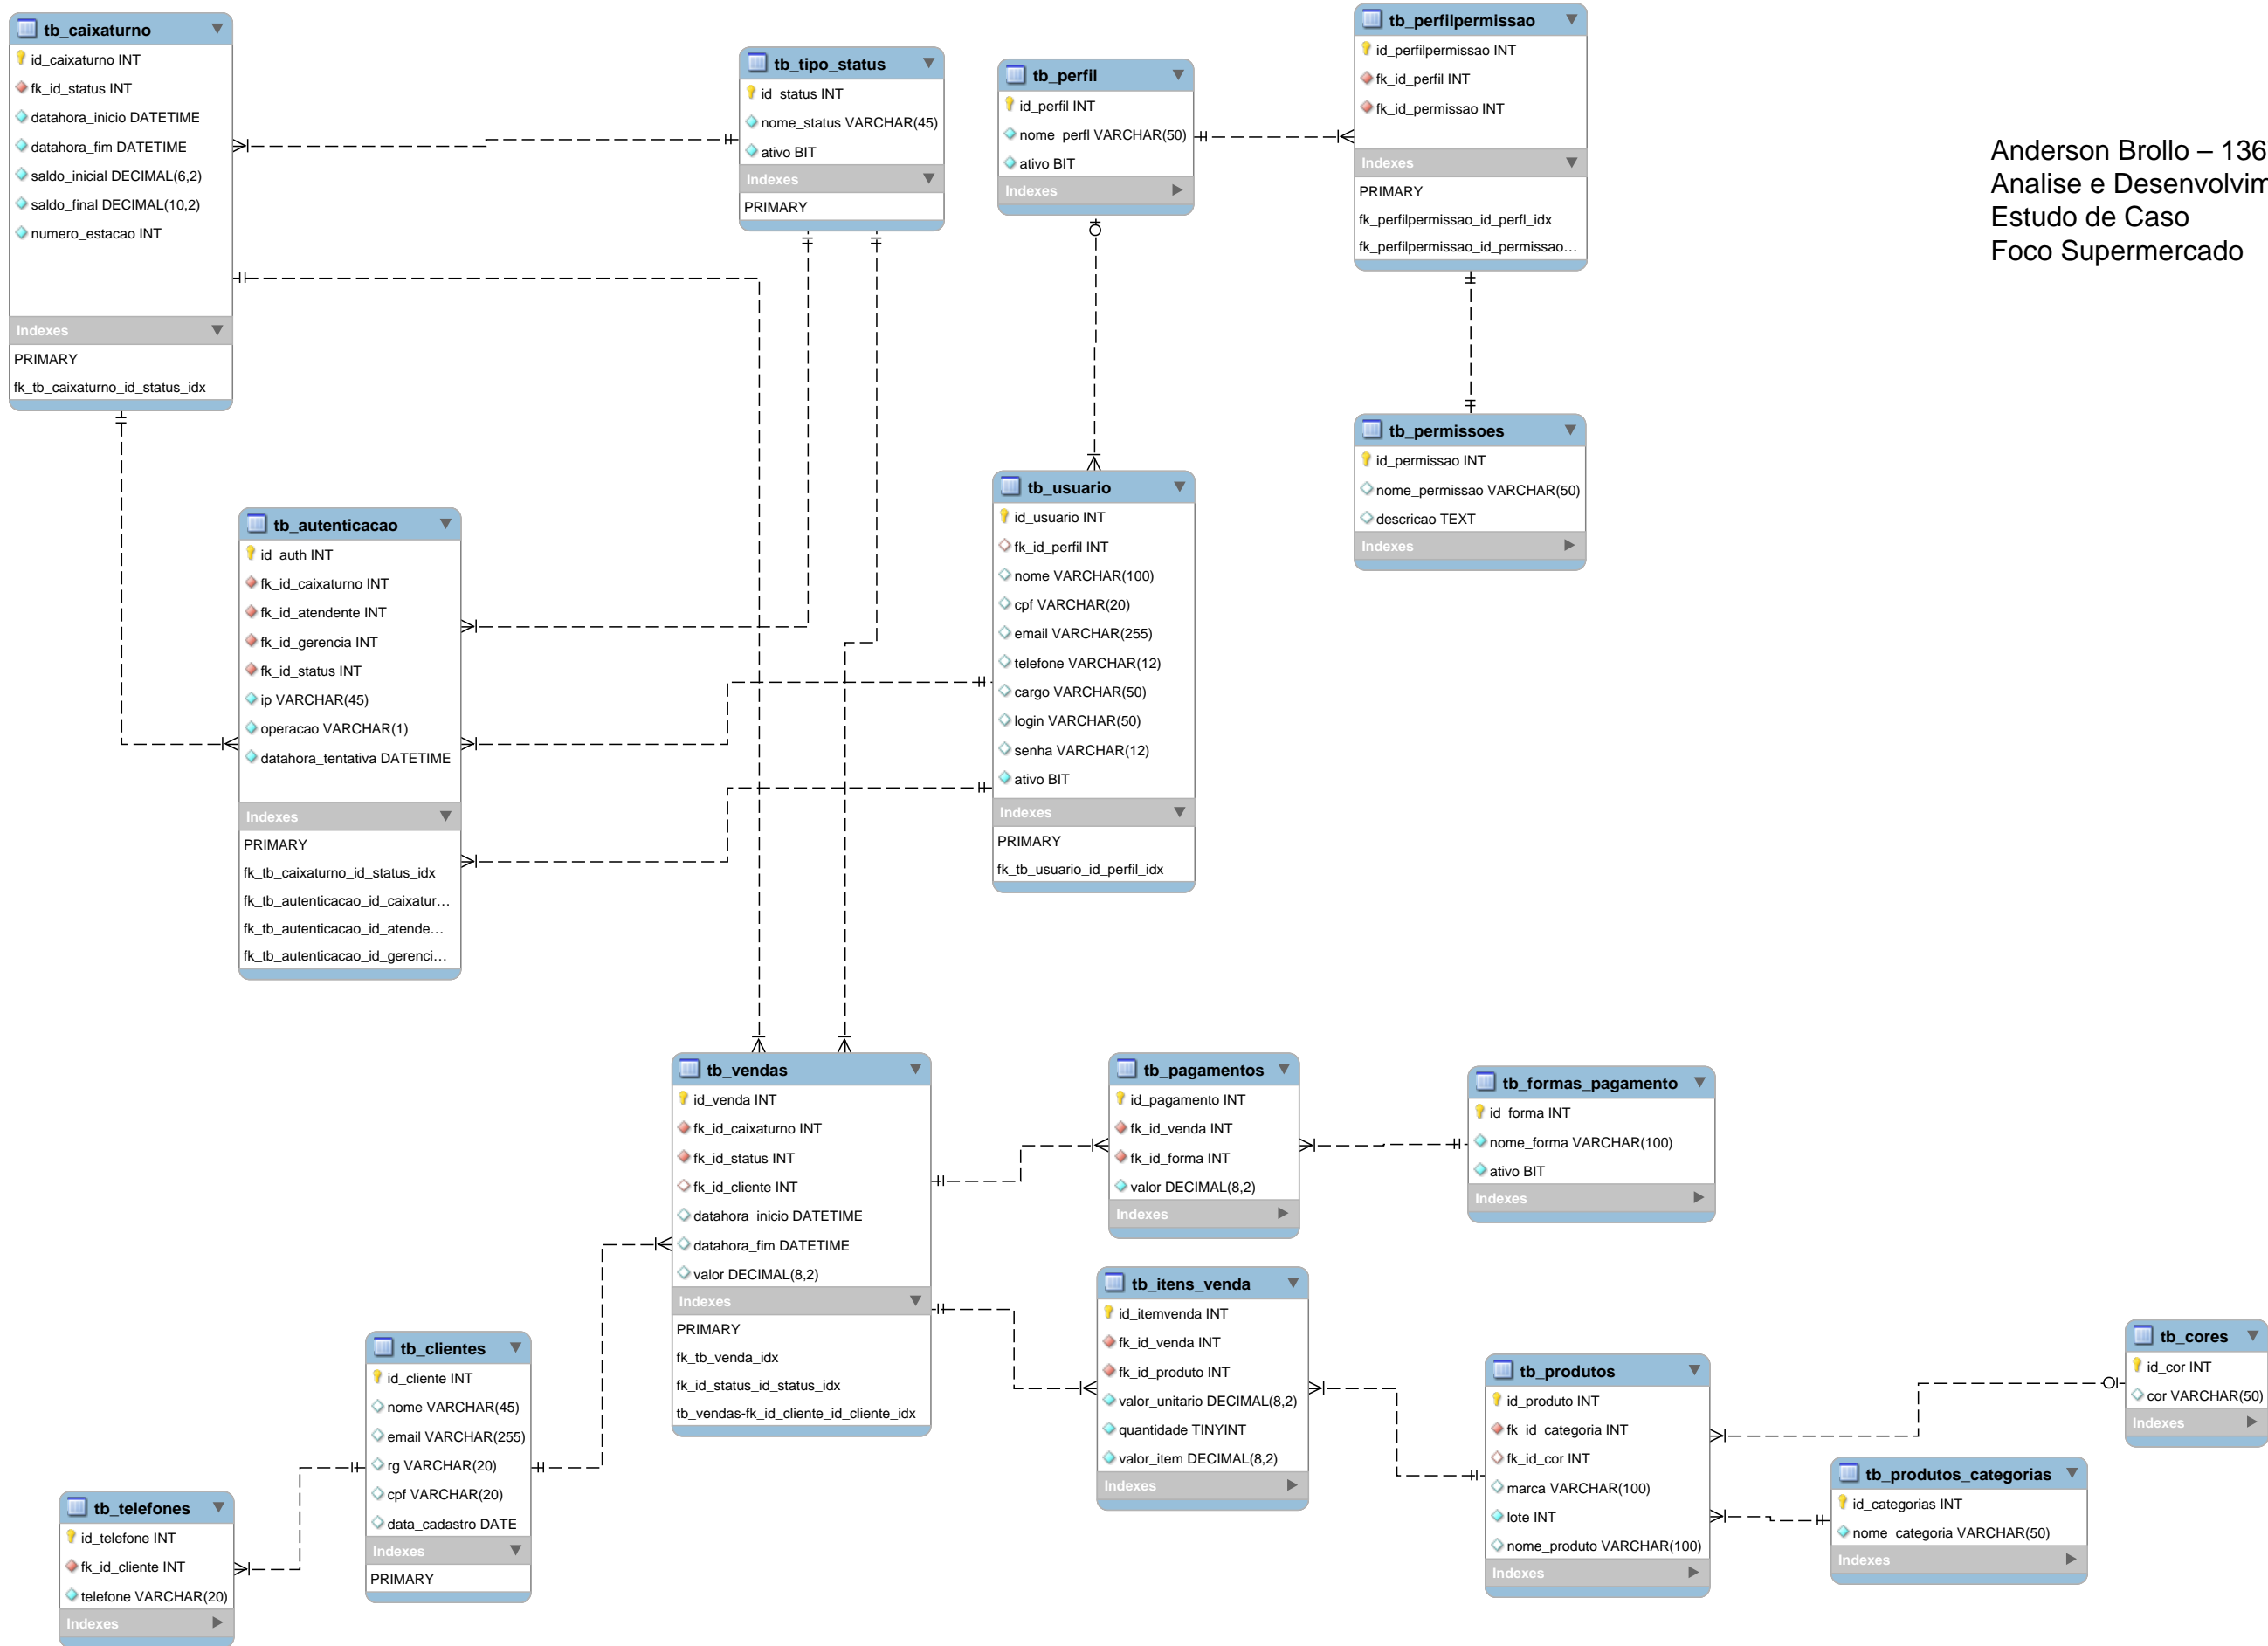 tb_caixaturno
id_caixaturno INT
fk_id_status INT
datahora_inicio DATETIME
datahora_fim DATETIME
saldo_inicial DECIMAL(6,2)
saldo_final DECIMAL(10,2)
numero_estacao INT
Indexes
PRIMARY
fk_tb_caixaturno_id_status_idx
tb_tipo_status
id_status INT
nome_status VARCHAR(45)
ativo BIT
Indexes
PRIMARY
tb_perfil
id_perfil INT
nome_perfl VARCHAR(50)
ativo BIT
Indexes
tb_perfilpermissao
id_perfilpermissao INT
fk_id_perfil INT
fk_id_permissao INT
Indexes
PRIMARY
fk_perfilpermissao_id_perfl_idx
fk_perfilpermissao_id_permissao...
Anderson Brollo – 136
Analise e Desenvolvim
Estudo de Caso
Foco Supermercado
tb_permissoes
id_permissao INT
nome_permissao VARCHAR(50)
descricao TEXT
Indexes
tb_autenticacao
id_auth INT
fk_id_caixaturno INT
fk_id_atendente INT
fk_id_gerencia INT
fk_id_status INT
ip VARCHAR(45)
operacao VARCHAR(1)
datahora_tentativa DATETIME
Indexes
PRIMARY
fk_tb_caixaturno_id_status_idx
fk_tb_autenticacao_id_caixatur...
fk_tb_autenticacao_id_atende...
fk_tb_autenticacao_id_gerenci...
tb_usuario
id_usuario INT
fk_id_perfil INT
nome VARCHAR(100)
cpf VARCHAR(20)
email VARCHAR(255)
telefone VARCHAR(12)
cargo VARCHAR(50)
login VARCHAR(50)
senha VARCHAR(12)
ativo BIT
Indexes
PRIMARY
fk_tb_usuario_id_perfil_idx
tb_vendas
id_venda INT
fk_id_caixaturno INT
fk_id_status INT
fk_id_cliente INT
datahora_inicio DATETIME
datahora_fim DATETIME
valor DECIMAL(8,2)
Indexes
PRIMARY
fk_tb_venda_idx
fk_id_status_id_status_idx
tb_vendas-fk_id_cliente_id_cliente_idx
tb_pagamentos
id_pagamento INT
fk_id_venda INT
fk_id_forma INT
valor DECIMAL(8,2)
Indexes
tb_formas_pagamento
id_forma INT
nome_forma VARCHAR(100)
ativo BIT
Indexes
tb_itens_venda
id_itemvenda INT
fk_id_venda INT
fk_id_produto INT
valor_unitario DECIMAL(8,2)
quantidade TINYINT
valor_item DECIMAL(8,2)
Indexes
tb_clientes
id_cliente INT
nome VARCHAR(45)
email VARCHAR(255)
rg VARCHAR(20)
cpf VARCHAR(20)
data_cadastro DATE
Indexes
PRIMARY
tb_telefones
id_telefone INT
fk_id_cliente INT
telefone VARCHAR(20)
Indexes
tb_produtos
id_produto INT
fk_id_categoria INT
fk_id_cor INT
marca VARCHAR(100)
lote INT
nome_produto VARCHAR(100)
Indexes
tb_cores
id_cor INT
cor VARCHAR(50)
Indexes
tb_produtos_categorias
id_categorias INT
nome_categoria VARCHAR(50)
Indexes